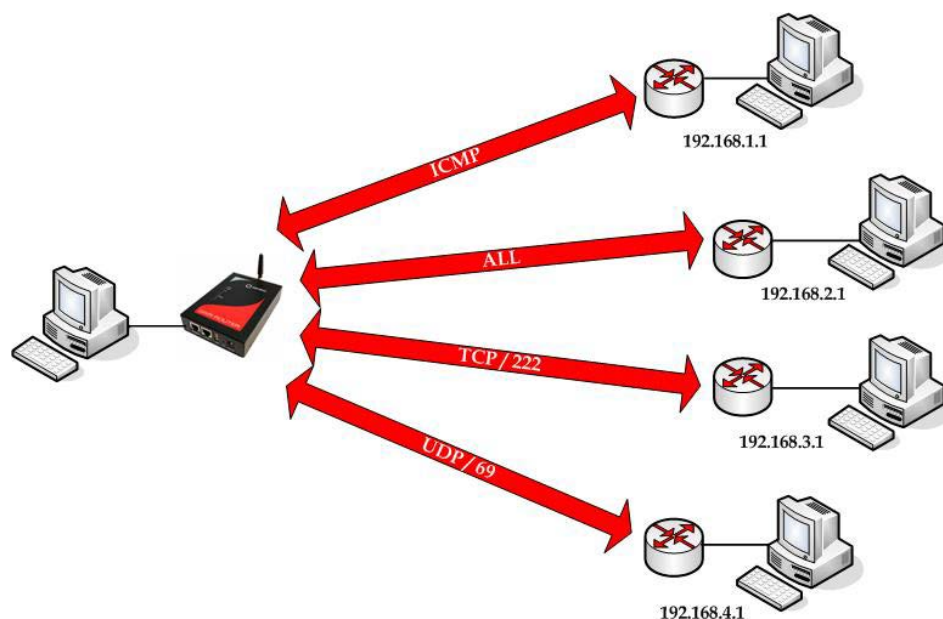 192.168.1.1
ICMP
ALL
192.168.2.1
TCP / 222
192.168.3.1
UDP / 69
192.168.4.1